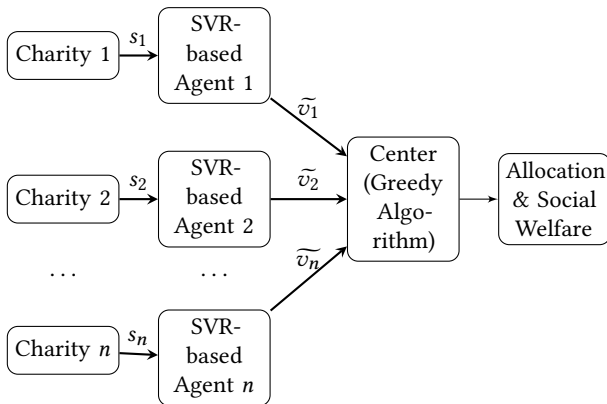 Charity 1
s₁
SVR-
based
Agent 1
ṽ₁
Charity 2
s₂
SVR-
based
Agent 2
ṽ₂
Center
(Greedy
Algo-
rithm)
Allocation
& Social
Welfare
. . .
. . .
ṽₙ
Charity n
sₙ
SVR-
based
Agent n